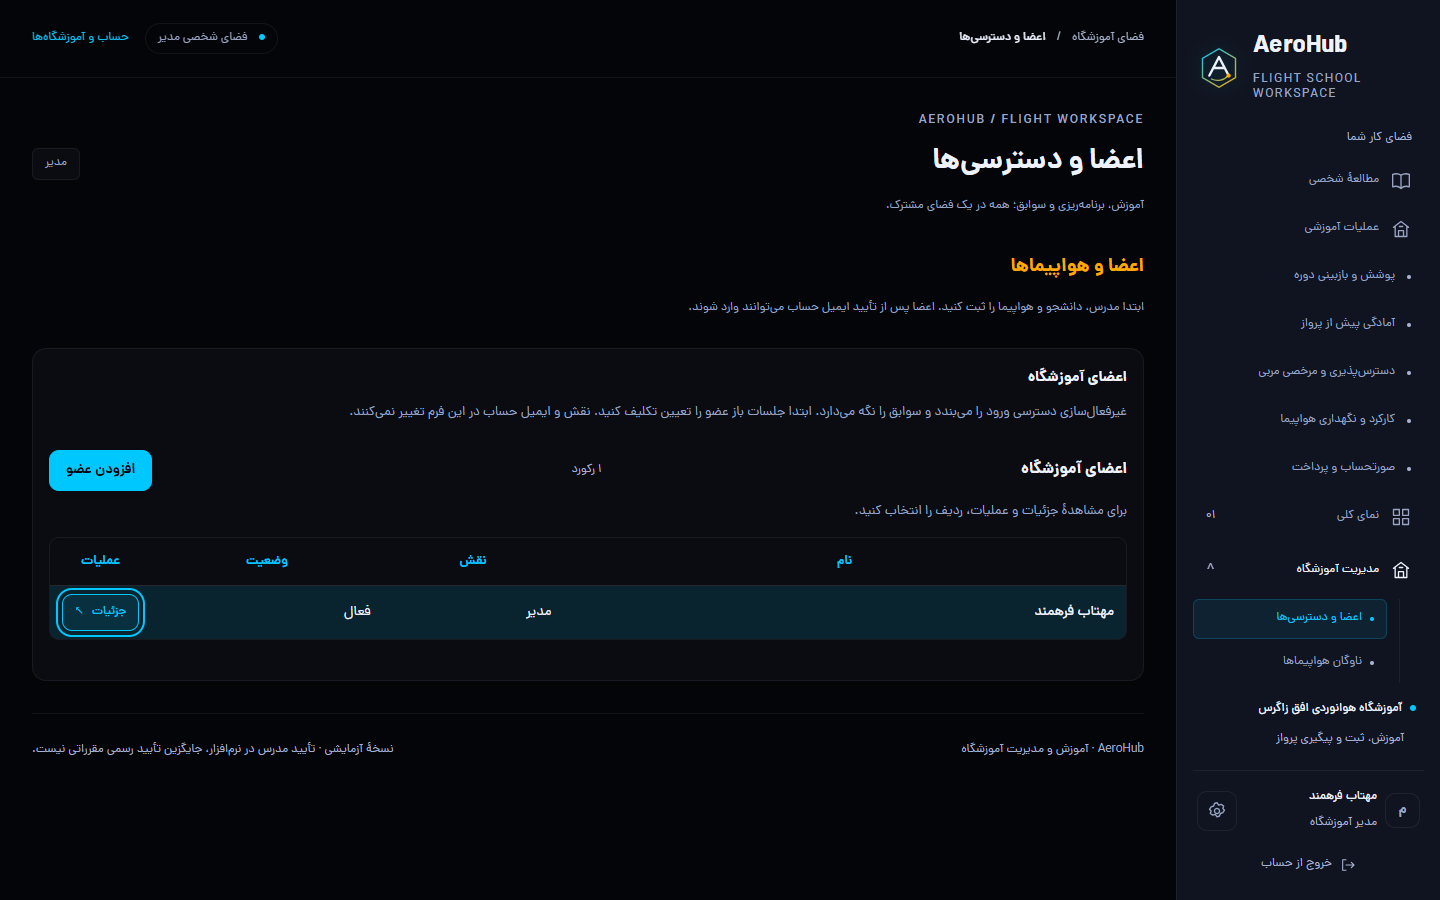 AeroHub
FLIGHT SCHOOL
WORKSPACE
فضای کار شما
مطالعهٔ شخصی
عملیات آموزشی
پوشش و بازبینی دوره
آمادگی پیش از پرواز
دسترس‌پذیری و مرخصی مربی
کارکرد و نگهداری هواپیما
صورتحساب و پرداخت
نمای کلی
۰۱
مدیریت آموزشگاه
اعضا و دسترسی‌ها
ناوگان هواپیماها
آموزشگاه هوانوردی افق زاگرس
آموزش، ثبت و پیگیری پرواز
م
مهتاب فرهمند
مدیر آموزشگاه
خروج از حساب
فضای آموزشگاه / اعضا و دسترسی‌ها
فضای شخصی مدیر
حساب و آموزشگاه‌ها
AEROHUB / FLIGHT WORKSPACE
اعضا و دسترسی‌ها
مدیر
آموزش، برنامه‌ریزی و سوابق؛ همه در یک فضای مشترک.
اعضا و هواپیماها
ابتدا مدرس، دانشجو و هواپیما را ثبت کنید. اعضا پس از تأیید ایمیل حساب می‌توانند وارد شوند.
اعضای آموزشگاه
غیرفعال‌سازی دسترسی ورود را می‌بندد و سوابق را نگه می‌دارد. ابتدا جلسات باز عضو را تعیین تکلیف کنید. نقش و ایمیل حساب در این فرم تغییر نمی‌کنند.
اعضای آموزشگاه
۱ رکورد
افزودن عضو
برای مشاهدهٔ جزئیات و عملیات، ردیف را انتخاب کنید.
نام نقش وضعیت عملیات
مهتاب فرهمند مدیر فعال جزئیات ↖
AeroHub · آموزش و مدیریت آموزشگاه
نسخهٔ آزمایشی · تأیید مدرس در نرم‌افزار، جایگزین تأیید رسمی مقرراتی نیست.